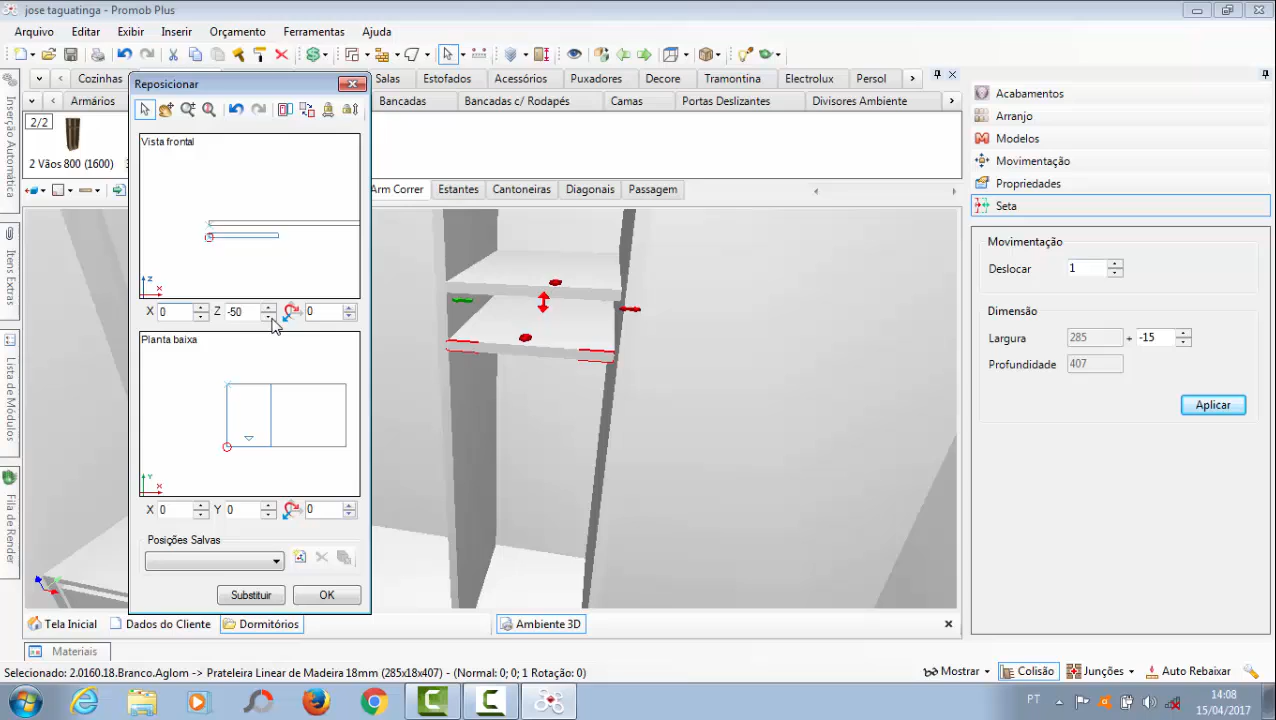 jose taguatinga - Promob Plus
Arquivo Editar Exibir Inserir Orçamento Ferramentas Ajuda
Cozinhas Salas Estofados Acessórios Puxadores Decore Tramontina Electrolux Persol
Reposicionar
Armários Bancadas Bancadas c/ Rodapés Camas Portas Deslizantes Divisores Ambiente
2/2
2 Vãos 800 (1600)
Arm Correr Estantes Cantoneiras Diagonais Passagem
Inserção Automática
Itens Extras
Lista de Módulos
Fila de Render
Vista frontal
Z
X
X 0 Z -50 0
Planta baixa
Y
X
X 0 Y 0 0
Posições Salvas
Substituir OK
Acabamentos
Arranjo
Modelos
Movimentação
Propriedades
Seta
Movimentação
Deslocar 1
Dimensão
Largura 285 + -15
Profundidade 407
Aplicar
Tela Inicial Dados do Cliente Dormitórios Ambiente 3D
Materiais
Selecionado: 2.0160.18.Branco.Aglom -> Prateleira Linear de Madeira 18mm (285x18x407) - (Normal: 0; 0; 1 Rotação: 0)
Mostrar Colisão Junções Auto Rebaixar
PT
14:08
15/04/2017